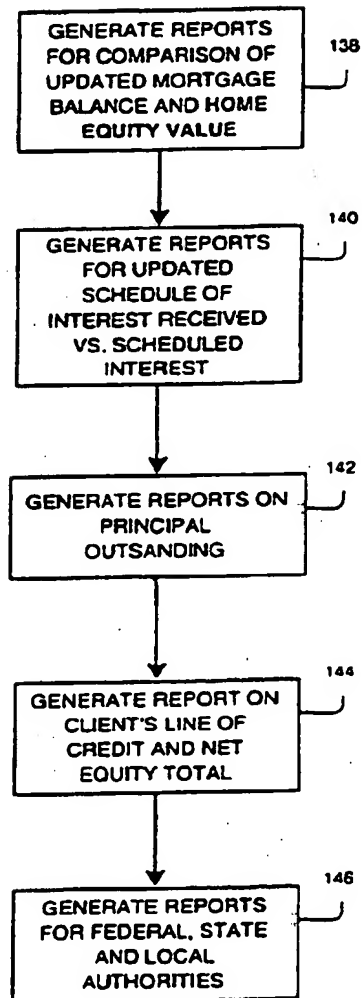 GENERATE REPORTS
FOR COMPARISON OF
UPDATED MORTGAGE
BALANCE AND HOME
EQUITY VALUE
138
GENERATE REPORTS
FOR UPDATED
SCHEDULE OF
INTEREST RECEIVED
VS. SCHEDULED
INTEREST
140
GENERATE REPORTS ON
PRINCIPAL
OUTSANDING
142
GENERATE REPORT ON
CLIENT'S LINE OF
CREDIT AND NET
EQUITY TOTAL
144
GENERATE REPORTS
FOR FEDERAL, STATE
AND LOCAL
AUTHORITIES
146